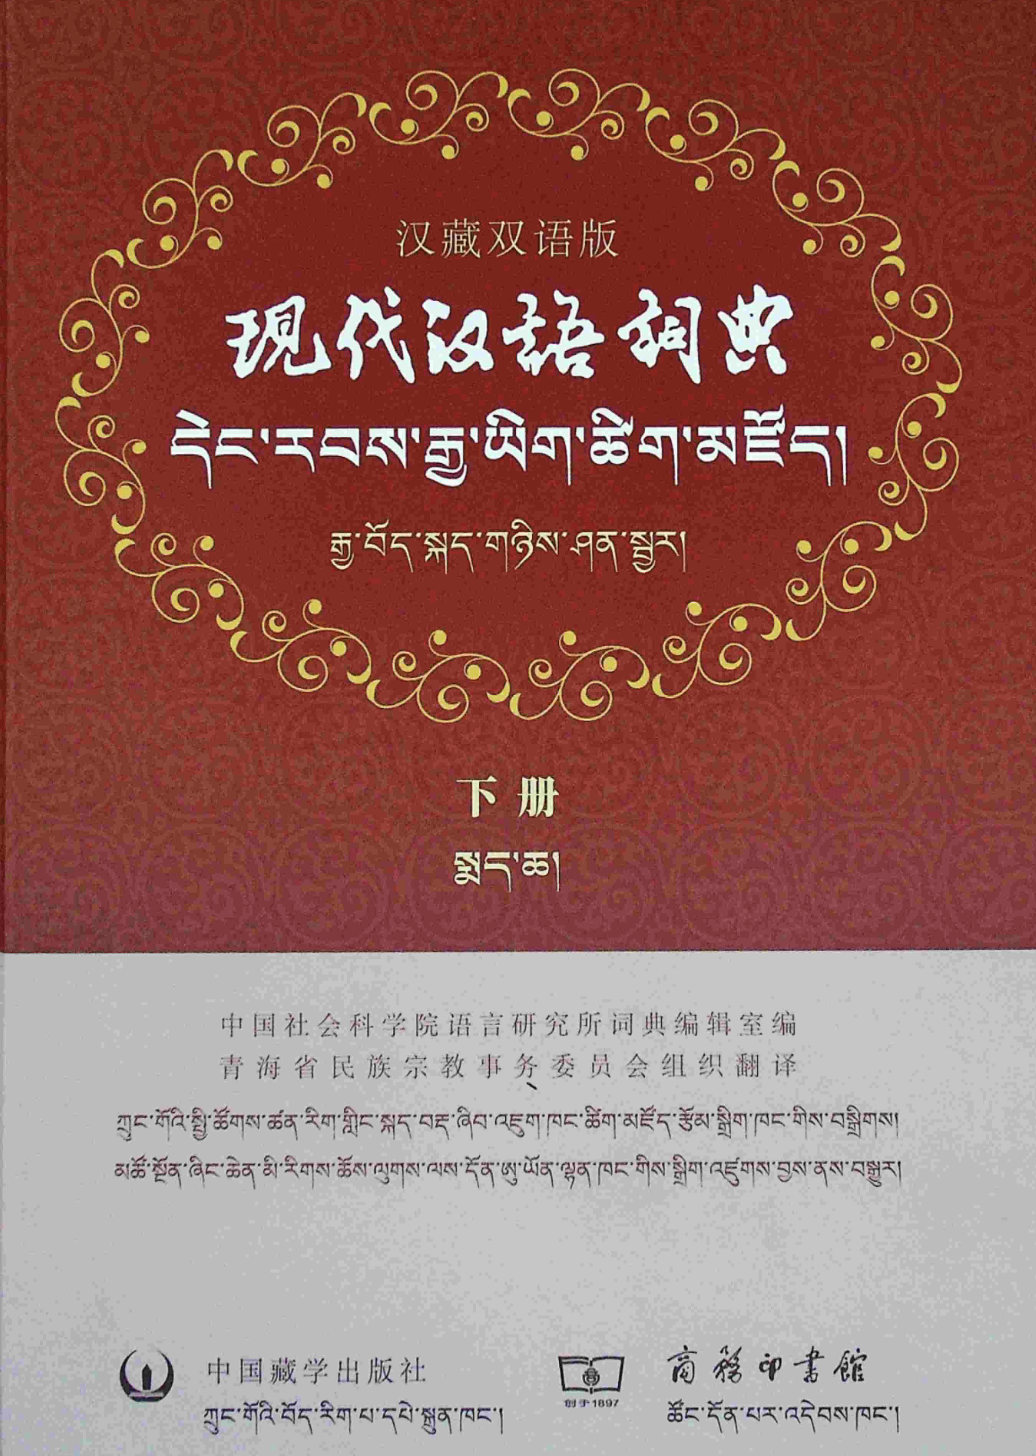 汉藏双语版
现代汉语词典
དེང་རབས་རྒྱ་ཡིག་ཚིག་མཛོད།
རྒྱ་བོད་སྐད་གཉིས་ཤན་སྦྱར།
下册
སྨད་ཆ།
中国社会科学院语言研究所词典编辑室编
青海省民族宗教事务委员会组织翻译
ཀྲུང་གོའི་སྤྱི་ཚོགས་ཚན་རིག་གླིང་སྐད་བརྡ་ཞིབ་འཇུག་ཁང་ཚིག་མཛོད་རྩོམ་སྒྲིག་ཁང་གིས་བསྒྲིགས།
མཚོ་སྔོན་ཞིང་ཆེན་མི་རིགས་ཆོས་ལུགས་ལས་དོན་ཨུ་ཡོན་ལྷན་ཁང་གིས་སྒྲིག་འཛུགས་བྱས་ནས་བསྒྱུར།
中国藏学出版社
ཀྲུང་གོའི་བོད་རིག་པ་དཔེ་སྐྲུན་ཁང་།
创于1897
商務印書館
ཚོང་དོན་པར་འདེབས་ཁང་།